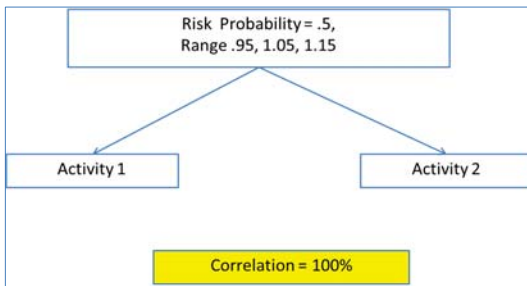 Risk Probability = .5,
Range .95, 1.05, 1.15
Activity 1
Activity 2
Correlation = 100%